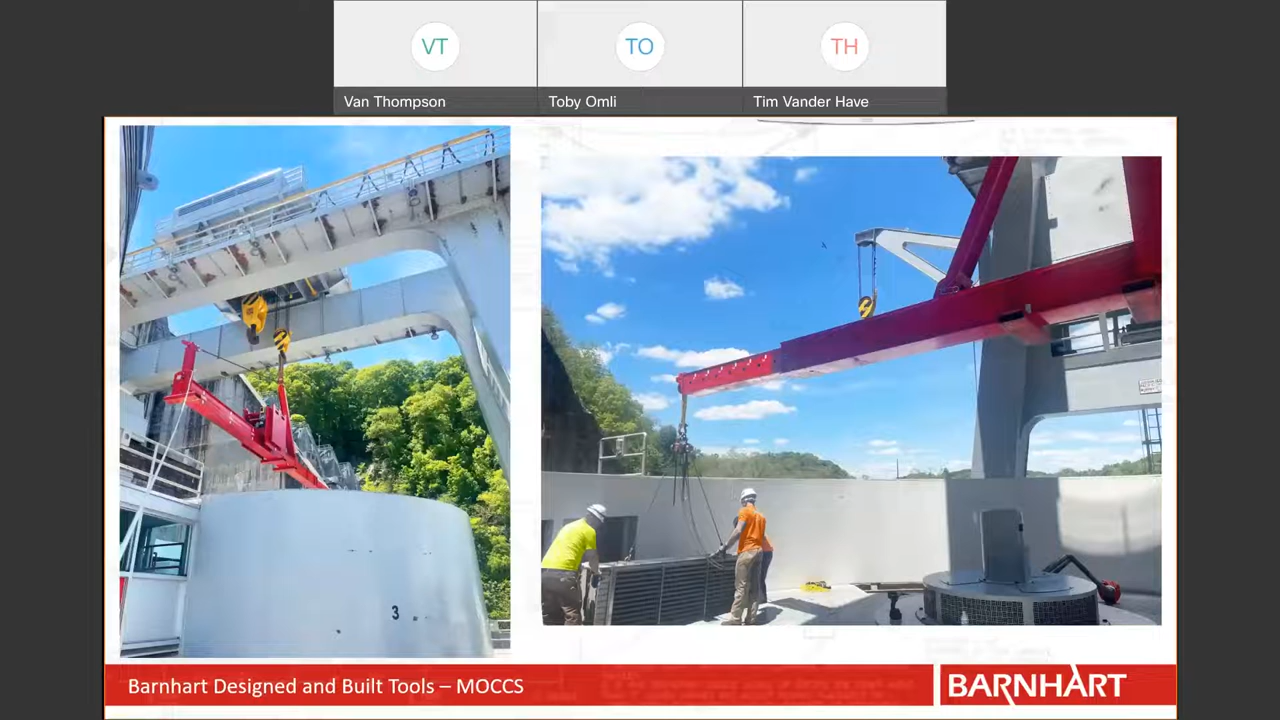 VT
TO
TH
Van Thompson
Toby Omli
Tim Vander Have
3
Barnhart Designed and Built Tools – MOCCS
BARNHART